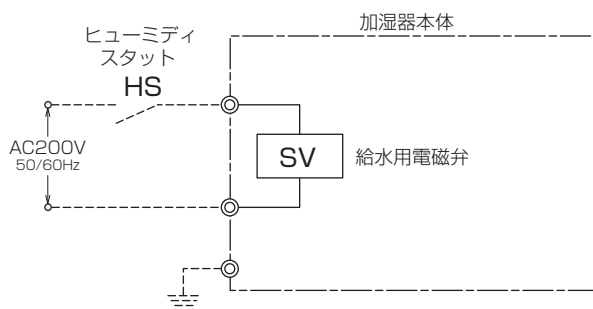 加湿器本体
ヒューミディ
スタット
HS
AC200V
50/60Hz
SV
給水用電磁弁